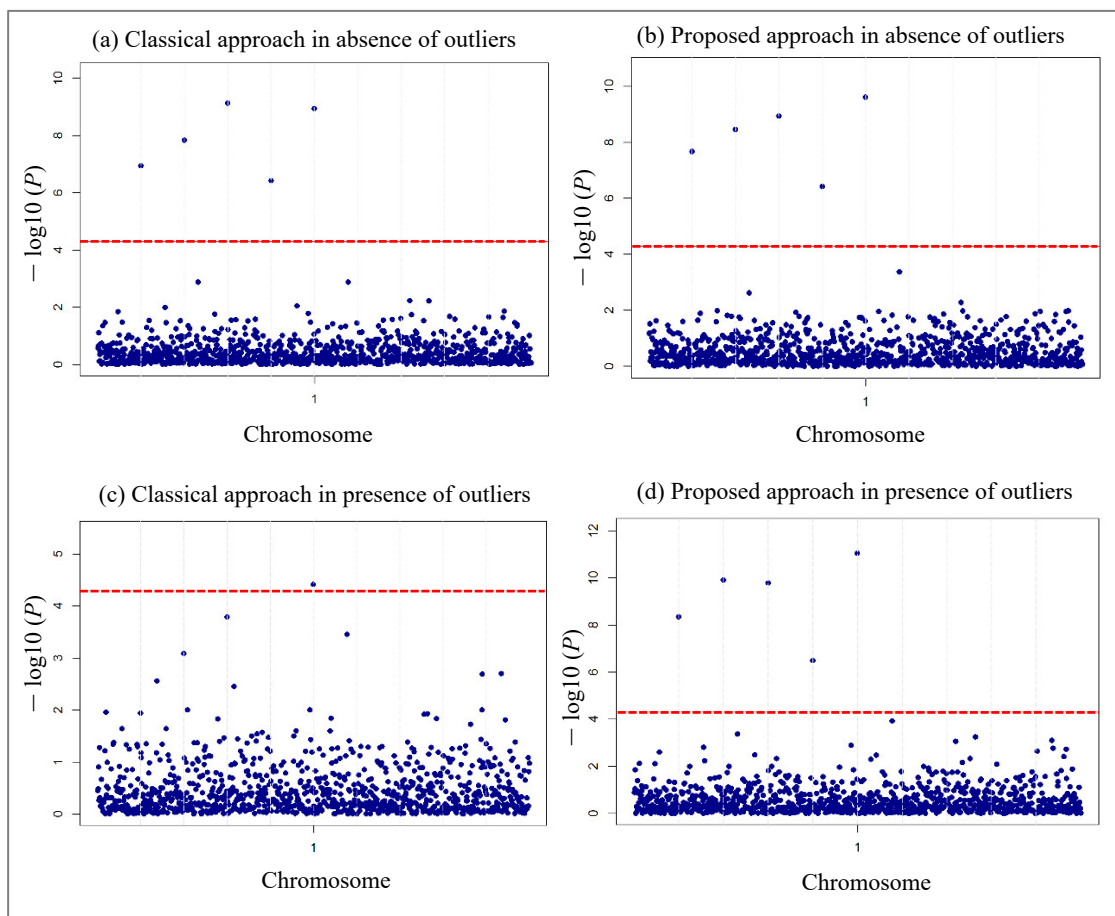 (a) Classical approach in absence of outliers
10
8
6
4
2
0
— log10 (P)
1
Chromosome
(b) Proposed approach in absence of outliers
10
8
6
4
2
0
— log10 (P)
1
Chromosome
(c) Classical approach in presence of outliers
5
4
3
2
1
0
— log10 (P)
1
Chromosome
(d) Proposed approach in presence of outliers
12
10
8
6
4
2
0
— log10 (P)
1
Chromosome